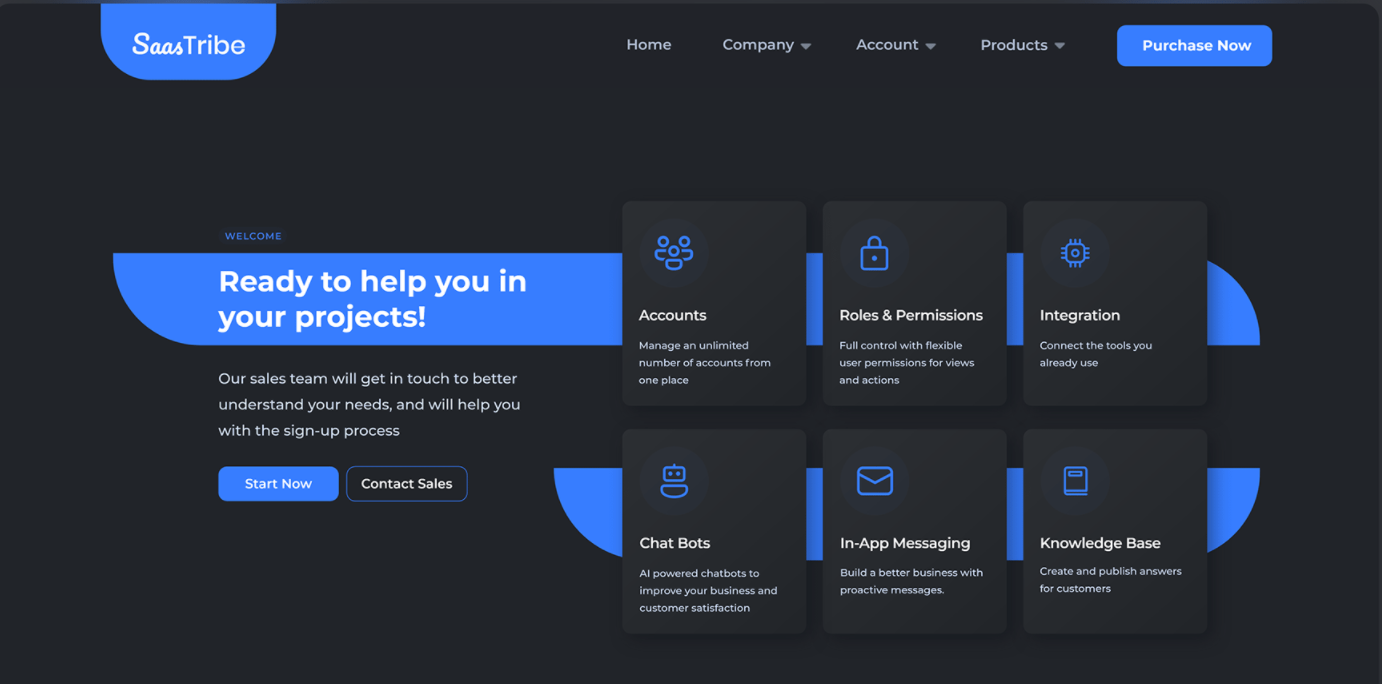 SaasTribe
Home
Company
Account
Products
Purchase Now
WELCOME
Ready to help you in
your projects!
Our sales team will get in touch to better
understand your needs, and will help you
with the sign-up process
Start Now
Contact Sales
Accounts
Manage an unlimited
number of accounts from
one place
Roles & Permissions
Full control with flexible
user permissions for views
and actions
Integration
Connect the tools you
already use
Chat Bots
AI powered chatbots to
improve your business and
customer satisfaction
In-App Messaging
Build a better business with
proactive messages.
Knowledge Base
Create and publish answers
for customers